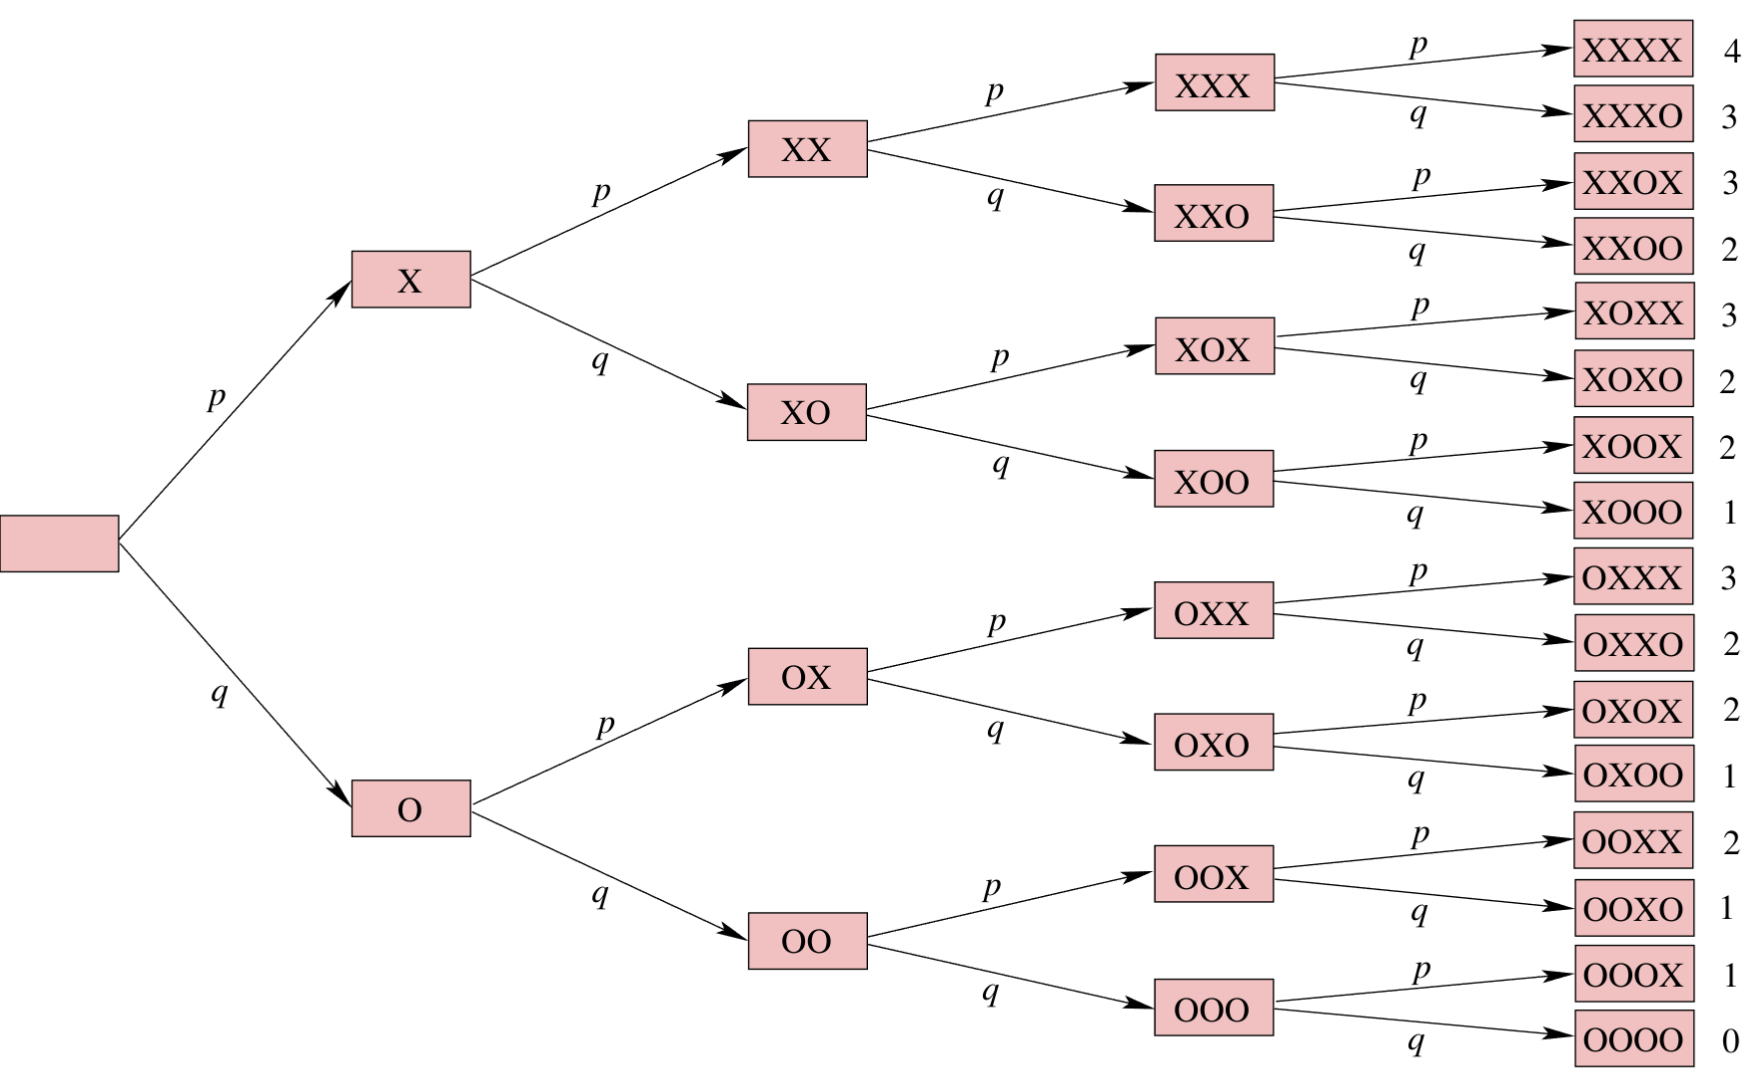 p
XXXX 4
p
XXX
p
q
XXXO 3
XX
p
XXOX 3
p
q
XXO
q
XXOO 2
X
p
XOXX 3
q
p
XOX
q
XOXO 2
p
XO
p
XOOX 2
q
XOO
q
XOOO 1
p
OXXX 3
p
OXX
q
OXXO 2
q
OX
p
OXOX 2
p
q
OXO
q
OXOO 1
O
p
OOXX 2
q
p
OOX
q
OOXO 1
OO
p
OOOX 1
q
OOO
q
OOOO 0